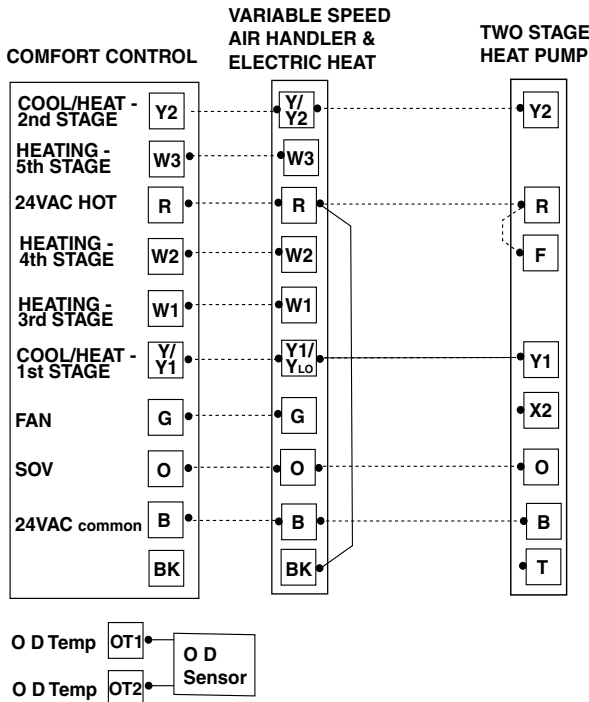 VARIABLE SPEED
AIR HANDLER &
ELECTRIC HEAT
TWO STAGE
HEAT PUMP
COMFORT CONTROL
COOL/HEAT -
2nd STAGE
Y2
Y/
Y2
Y2
HEATING -
5th STAGE
W3
W3
24VAC HOT
R
R
R
HEATING -
4th STAGE
W2
W2
F
HEATING -
3rd STAGE
W1
W1
COOL/HEAT -
1st STAGE
Y/
Y1
Y1/
YLO
Y1
FAN
G
G
X2
SOV
O
O
O
24VAC common
B
B
B
BK
BK
T
O D Temp
OT1
O D
Sensor
O D Temp
OT2